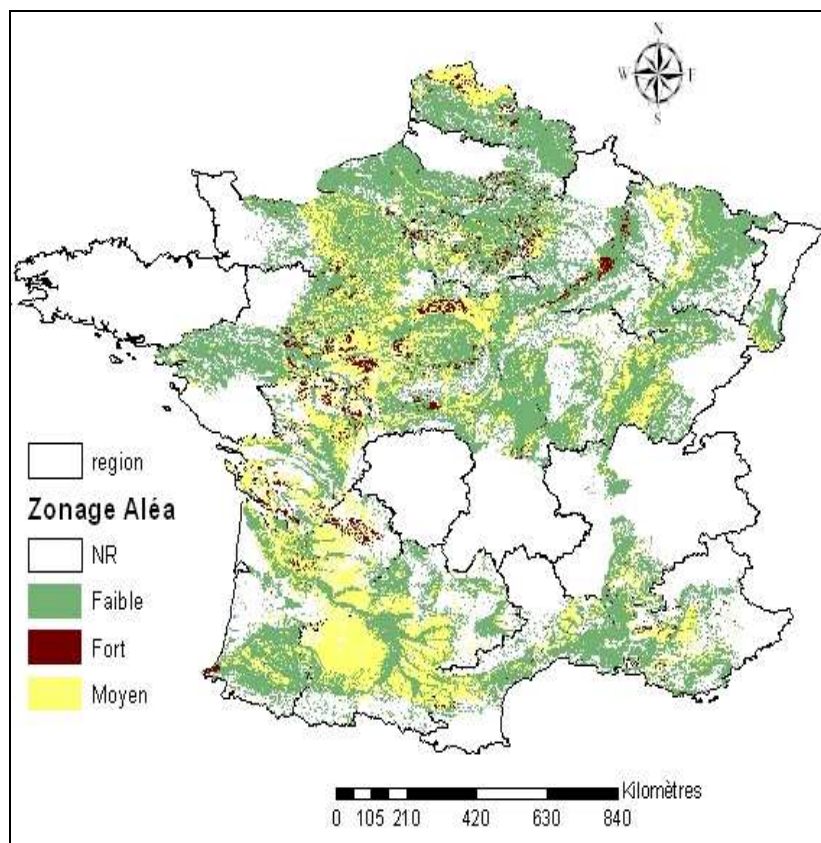 N
W E
S
region
Zonage Aléa
NR
Faible
Fort
Moyen
Kilomètres
0 105 210 420 630 840